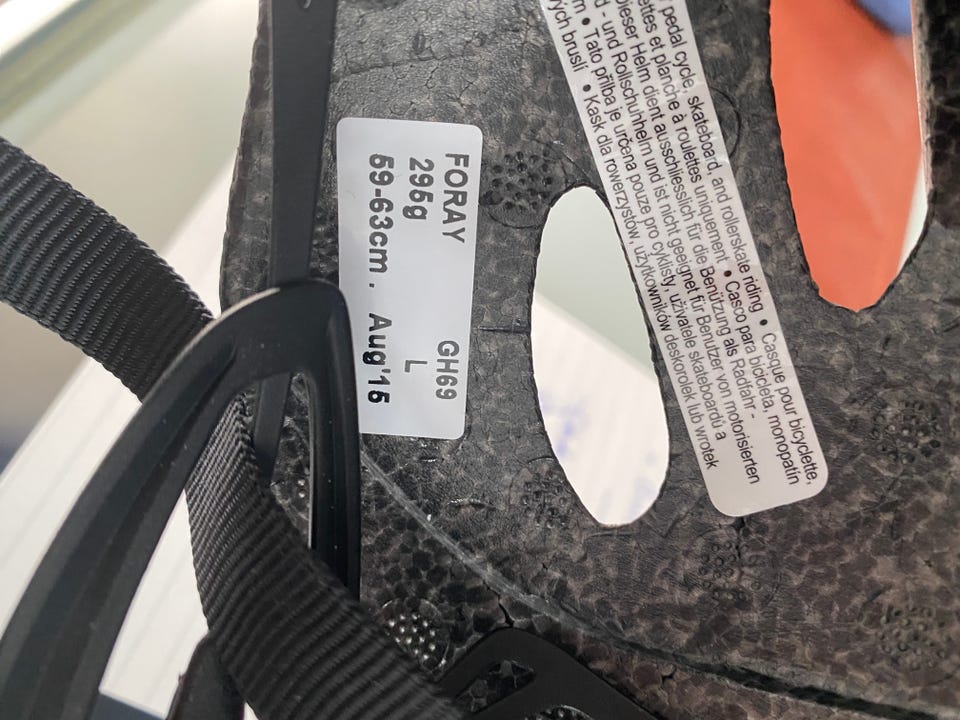 FORAY GH69
295g L
59-63cm . Aug'15
pedal cycle, skateboard, and rollerskate riding • Casque pour bicyclette,
et planche à roulettes uniquement • Casco para bicicleta, monopatín
Helm dient ausschliesslich für die Benützung als Radfahr-
- und Rollschuhhelm und ist nicht geeignet für Benutzer von motorisierten
• Tato přilba je určena pouze pro cyklisty, uživatele skateboardů a
bruslí • Kask dla rowerzystów, użytkowników deskorolek lub wrotek